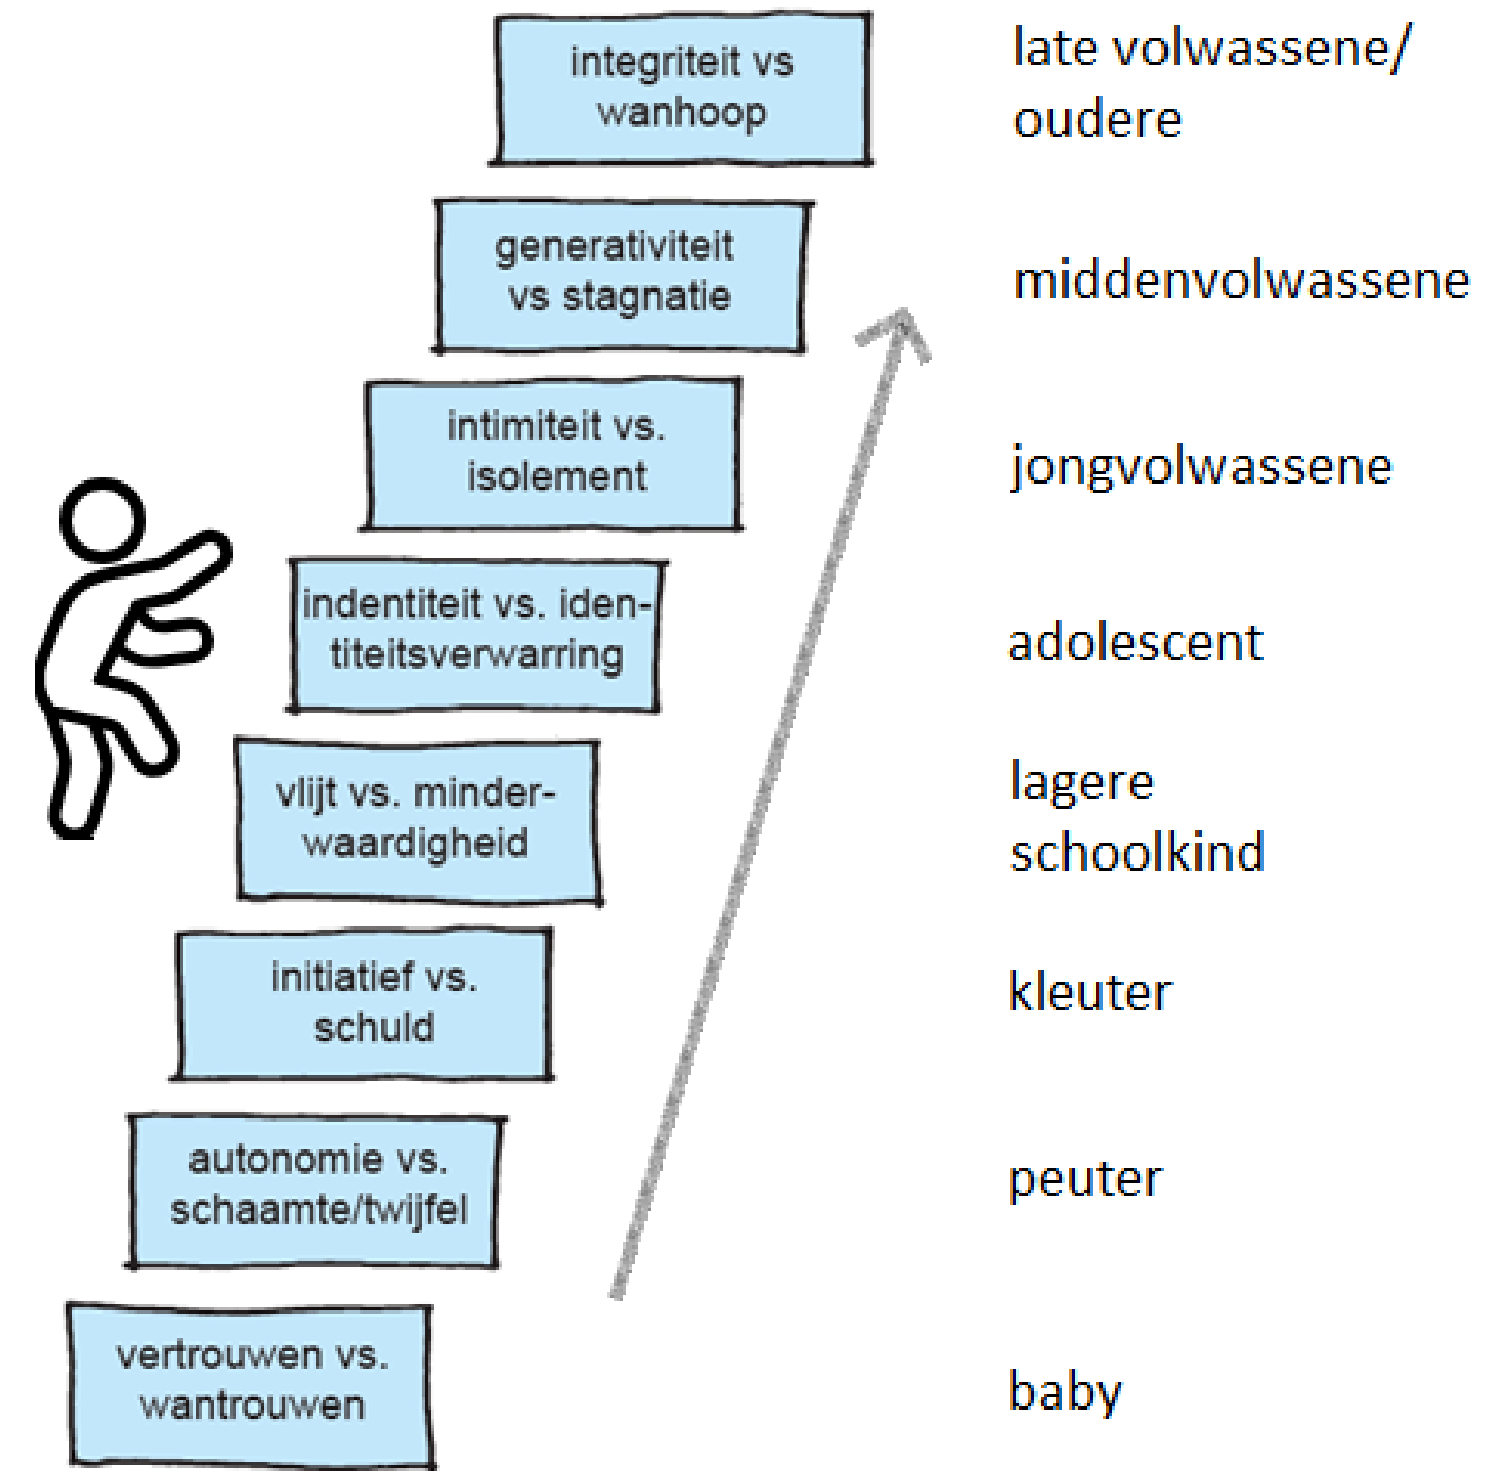 integriteit vs
wanhoop
late volwassene/
oudere
generativiteit
vs stagnatie
middenvolwassene
intimiteit vs.
isolement
jongvolwassene
indentiteit vs. iden-
titeitsverwarring
adolescent
vlijt vs. minder-
waardigheid
lagere
schoolkind
initiatief vs.
schuld
kleuter
autonomie vs.
schaamte/twijfel
peuter
vertrouwen vs.
wantrouwen
baby